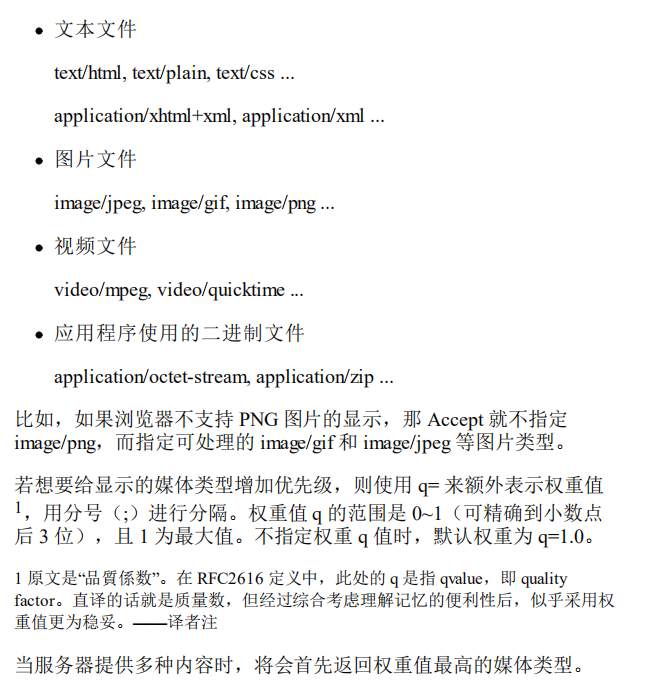 • 文本文件
text/html, text/plain, text/css ...
application/xhtml+xml, application/xml ...
• 图片文件
image/jpeg, image/gif, image/png ...
• 视频文件
video/mpeg, video/quicktime ...
• 应用程序使用的二进制文件
application/octet-stream, application/zip ...
比如，如果浏览器不支持 PNG 图片的显示，那 Accept 就不指定
image/png，而指定可处理的 image/gif 和 image/jpeg 等图片类型。
若想要给显示的媒体类型增加优先级，则使用 q= 来额外表示权重值
1，用分号（;）进行分隔。权重值 q 的范围是 0~1（可精确到小数点
后 3 位），且 1 为最大值。不指定权重 q 值时，默认权重为 q=1.0。
1 原文是“品質係数”。在 RFC2616 定义中，此处的 q 是指 qvalue，即 quality
factor。直译的话就是质量数，但经过综合考虑理解记忆的便利性后，似乎采用权
重值更为稳妥。——译者注
当服务器提供多种内容时，将会首先返回权重值最高的媒体类型。